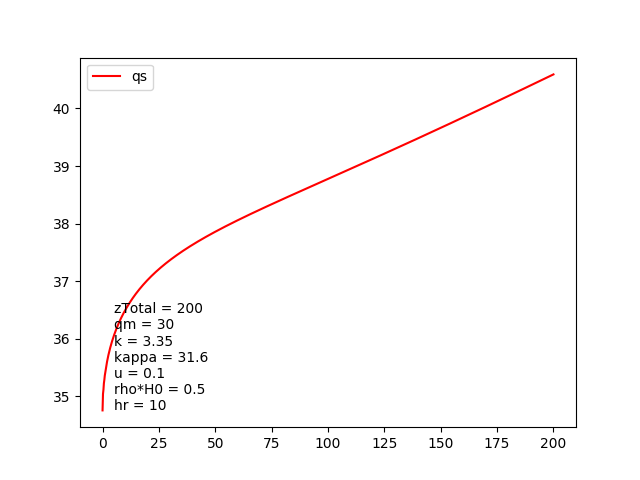 qs
40
39
38
37
36
35
zTotal = 200
qm = 30
k = 3.35
kappa = 31.6
u = 0.1
rho*H0 = 0.5
hr = 10
0 25 50 75 100 125 150 175 200